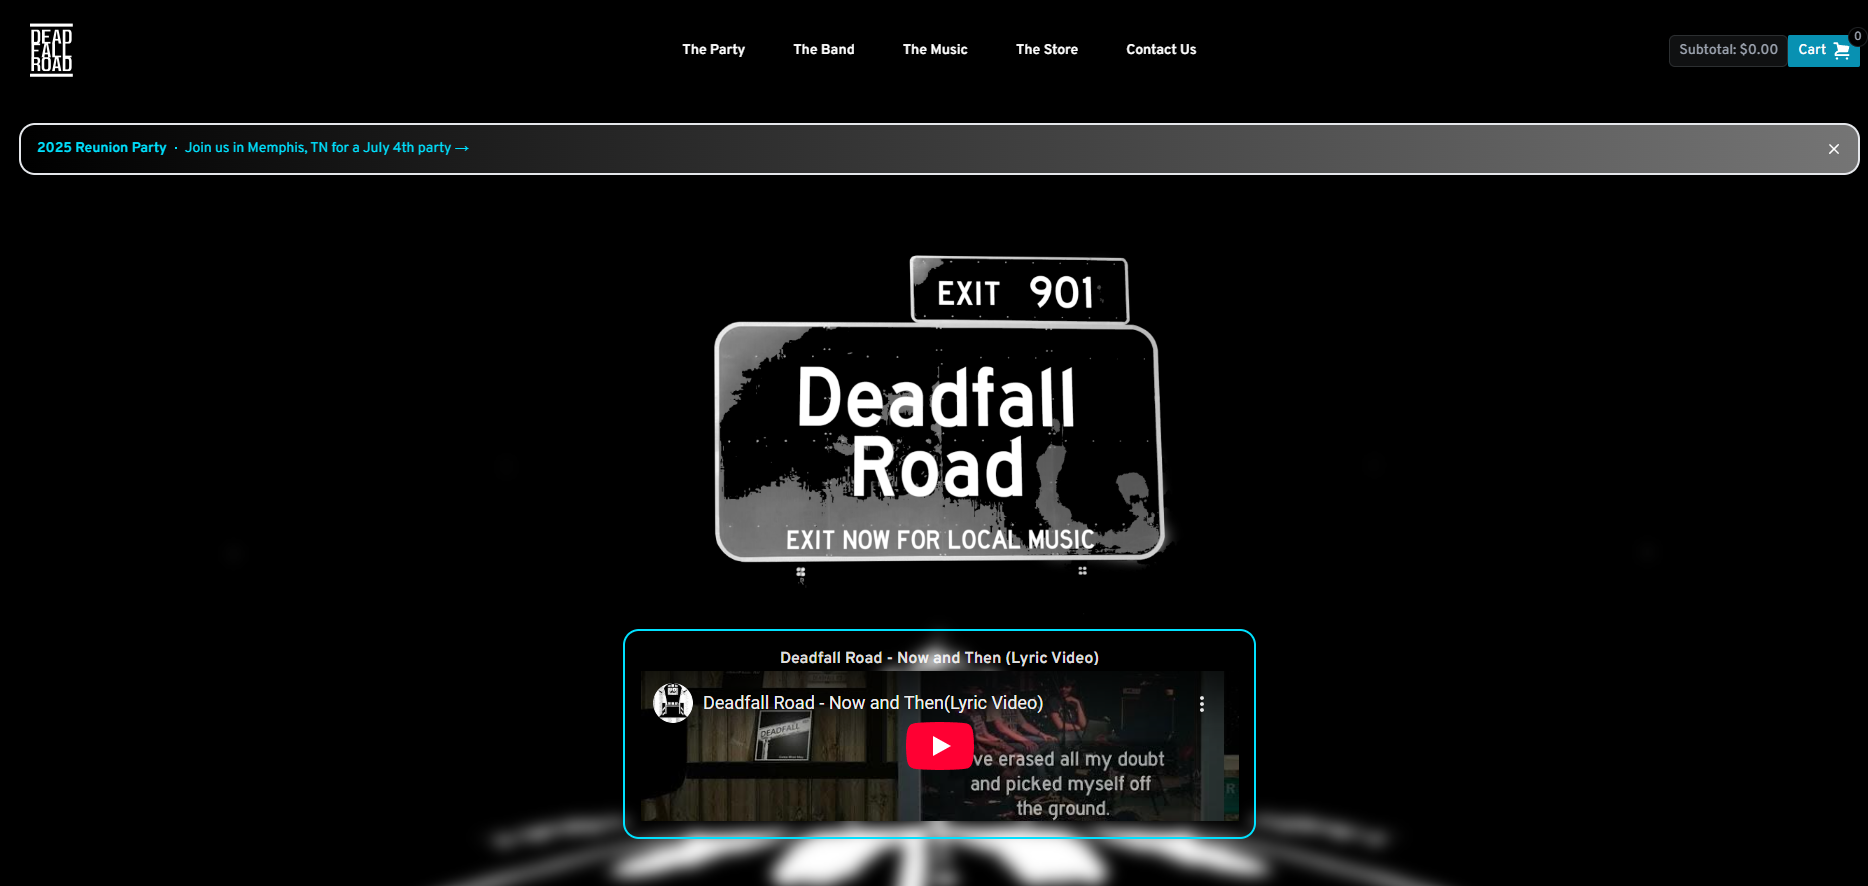 DEAD
FALL
ROAD
The Party
The Band
The Music
The Store
Contact Us
Subtotal: $0.00
Cart
0
2025 Reunion Party · Join us in Memphis, TN for a July 4th party →
EXIT 901
Deadfall
Road
EXIT NOW FOR LOCAL MUSIC
Deadfall Road - Now and Then (Lyric Video)
Deadfall Road - Now and Then(Lyric Video)
DEADFALL
've erased all my doubt
and picked myself off
the ground.